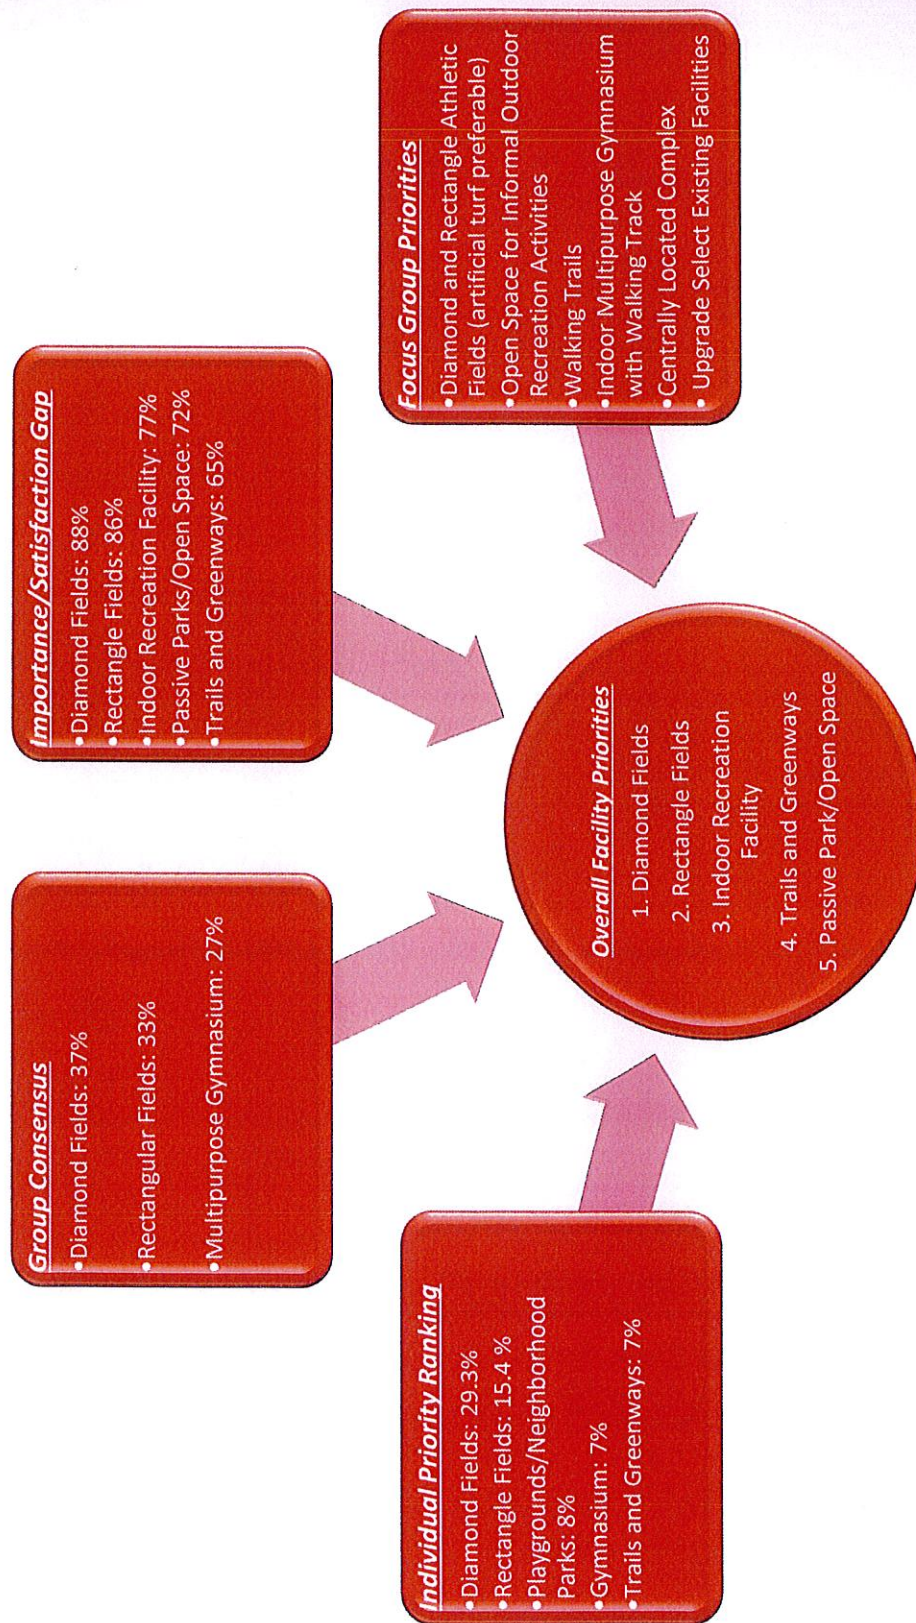 Individual Priority Ranking
•Diamond Fields: 29.3%
•Rectangle Fields: 15.4 %
•Playgrounds/Neighborhood
Parks: 8%
•Gymnasium: 7%
•Trails and Greenways: 7%
Group Consensus
•Diamond Fields: 37%
•Rectangular Fields: 33%
•Multipurpose Gymnasium: 27%
Importance/Satisfaction Gap
•Diamond Fields: 88%
•Rectangle Fields: 86%
•Indoor Recreation Facility: 77%
•Passive Parks/Open Space: 72%
•Trails and Greenways: 65%
Focus Group Priorities
•Diamond and Rectangle Athletic
Fields (artificial turf preferable)
•Open Space for Informal Outdoor
Recreation Activities
•Walking Trails
•Indoor Multipurpose Gymnasium
with Walking Track
•Centrally Located Complex
•Upgrade Select Existing Facilities
Overall Facility Priorities
1. Diamond Fields
2. Rectangle Fields
3. Indoor Recreation
Facility
4. Trails and Greenways
5. Passive Park/Open Space